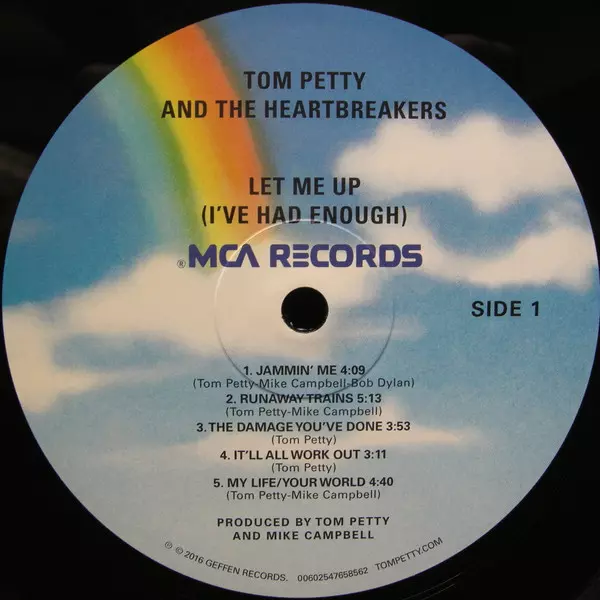 TOM PETTY
AND THE HEARTBREAKERS
LET ME UP
(I'VE HAD ENOUGH)
®MCA RECORDS
SIDE 1
1. JAMMIN' ME 4:09
(Tom Petty-Mike Campbell-Bob Dylan)
2. RUNAWAY TRAINS 5:13
(Tom Petty-Mike Campbell)
3. THE DAMAGE YOU'VE DONE 3:53
(Tom Petty)
4. IT'LL ALL WORK OUT 3:11
(Tom Petty)
5. MY LIFE/YOUR WORLD 4:40
(Tom Petty-Mike Campbell)
PRODUCED BY TOM PETTY
AND MIKE CAMPBELL
℗ © 2016 GEFFEN RECORDS. 00602547658562 TOMPETTY.COM